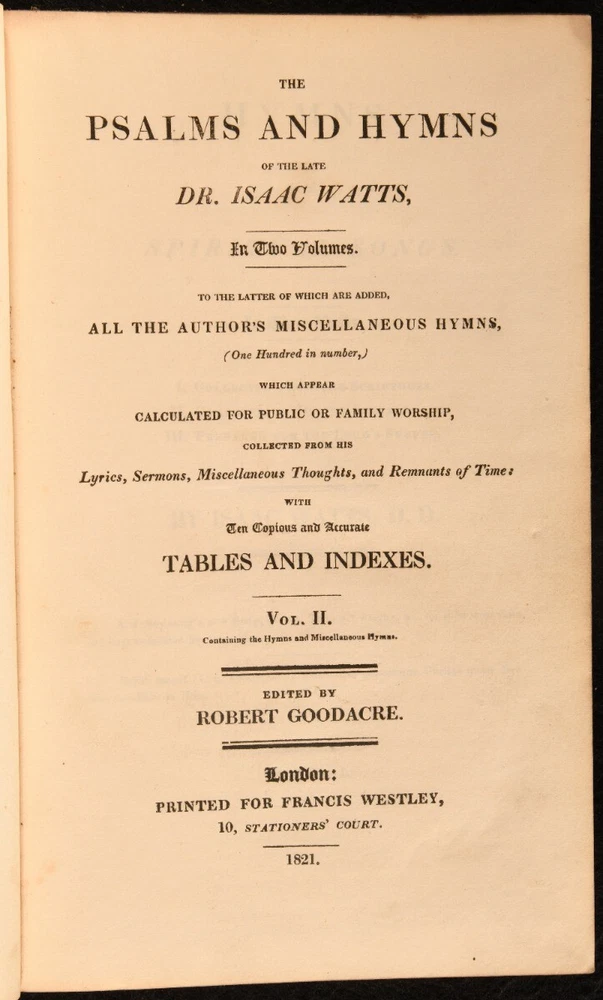 THE
PSALMS AND HYMNS
OF THE LATE
DR. ISAAC WATTS,
In Two Volumes.
TO THE LATTER OF WHICH ARE ADDED,
ALL THE AUTHOR'S MISCELLANEOUS HYMNS,
(One Hundred in number,)
WHICH APPEAR
CALCULATED FOR PUBLIC OR FAMILY WORSHIP,
COLLECTED FROM HIS
Lyrics, Sermons, Miscellaneous Thoughts, and Remnants of Time:
WITH
Ten Copious and Accurate
TABLES AND INDEXES.
VOL. II.
Containing the Hymns and Miscellaneous Hymns.
EDITED BY
ROBERT GOODACRE.
London:
PRINTED FOR FRANCIS WESTLEY,
10, STATIONERS' COURT.
1821.